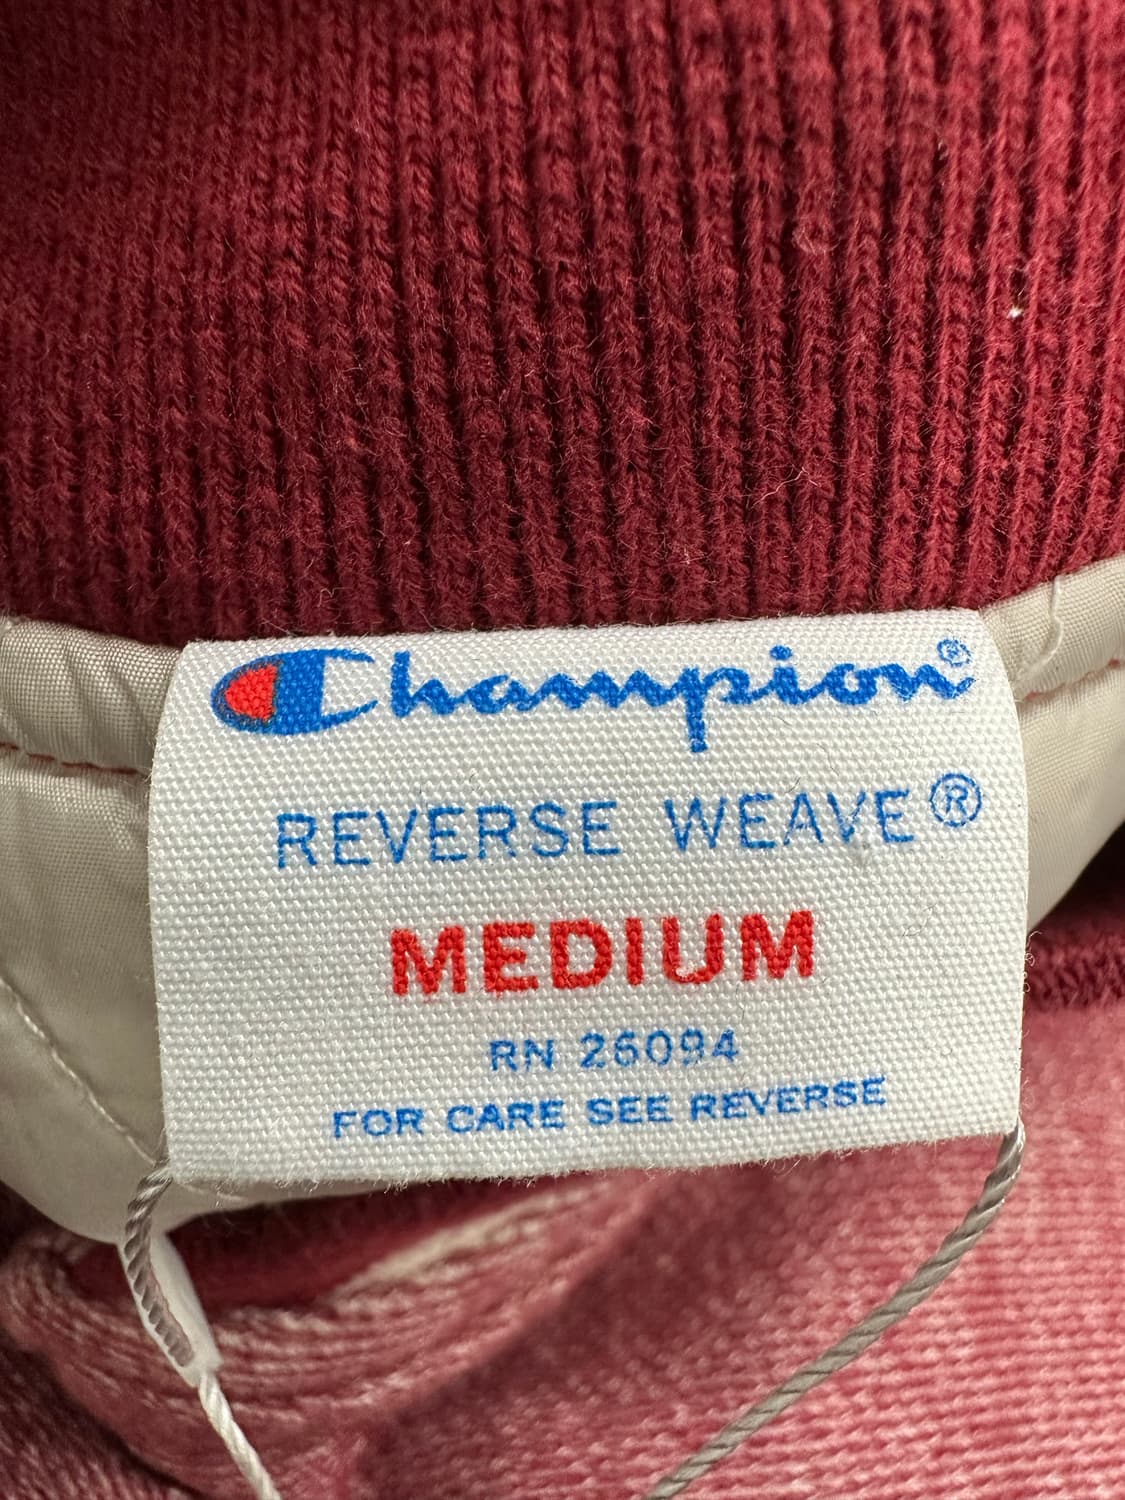 Champion®
REVERSE WEAVE®
MEDIUM
RN 26094
FOR CARE SEE REVERSE